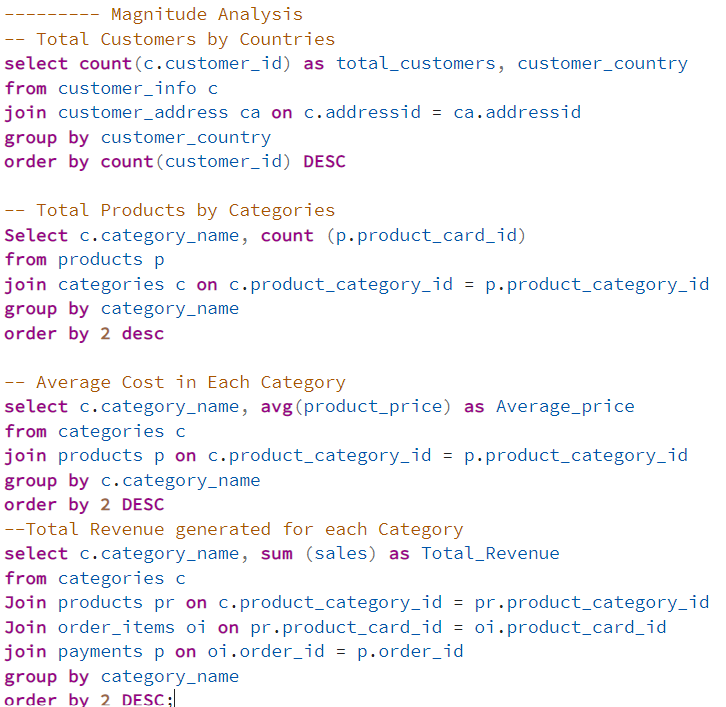 --------- Magnitude Analysis
-- Total Customers by Countries
select count(c.customer_id) as total_customers, customer_country
from customer_info c
join customer_address ca on c.addressid = ca.addressid
group by customer_country
order by count(customer_id) DESC
-- Total Products by Categories
Select c.category_name, count (p.product_card_id)
from products p
join categories c on c.product_category_id = p.product_category_id
group by category_name
order by 2 desc
-- Average Cost in Each Category
select c.category_name, avg(product_price) as Average_price
from categories c
join products p on c.product_category_id = p.product_category_id
group by c.category_name
order by 2 DESC
--Total Revenue generated for each Category
select c.category_name, sum (sales) as Total_Revenue
from categories c
Join products pr on c.product_category_id = pr.product_category_id
Join order_items oi on pr.product_card_id = oi.product_card_id
join payments p on oi.order_id = p.order_id
group by category_name
order by 2 DESC;